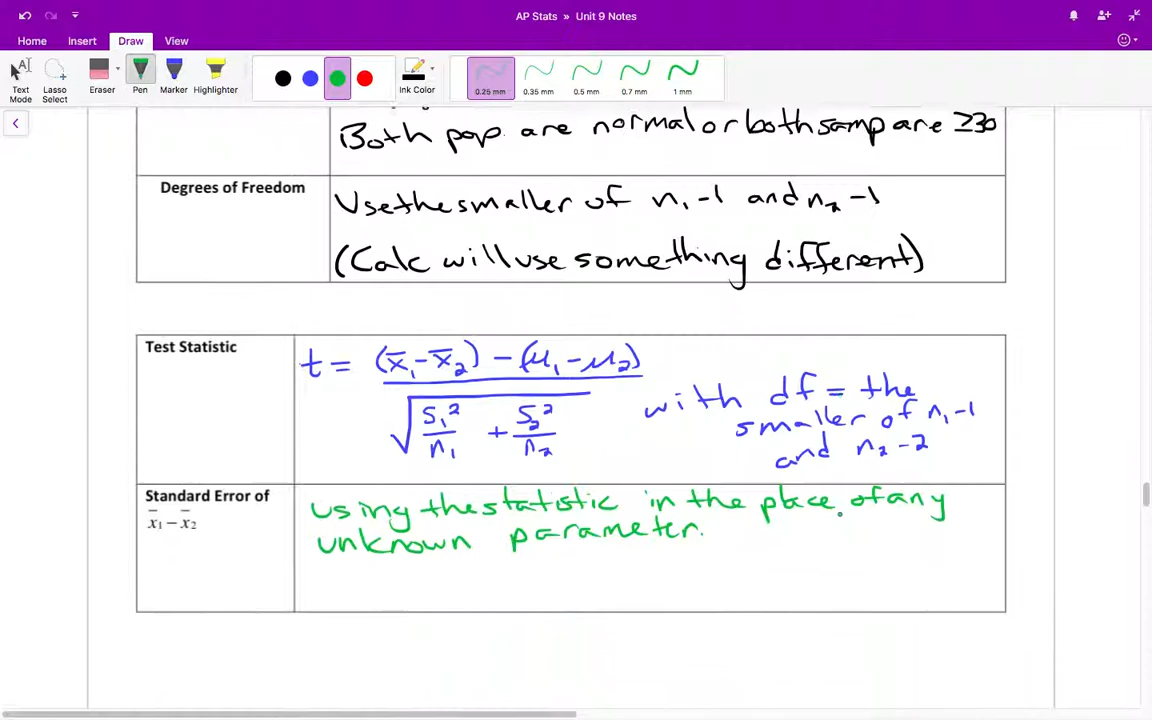 AP Stats » Unit 9 Notes
Home Insert Draw View
Text Mode
Lasso Select
Eraser
Pen
Marker
Highlighter
Ink Color
0.25 mm
0.35 mm
0.5 mm
0.7 mm
1 mm
Both pop. are normal or both samp are ≥30
Degrees of Freedom
Use the smaller of n₁-1 and n₂-1
(Calc will use something different)
Test Statistic
t = (x̄₁-x̄₂) - (μ₁-μ₂)
√ S₁²/n₁ + S₂²/n₂
with df = the
smaller of n₁-1
and n₂-2
Standard Error of
x̄₁ – x̄₂
using the statistic in the place of any
unknown parameter.